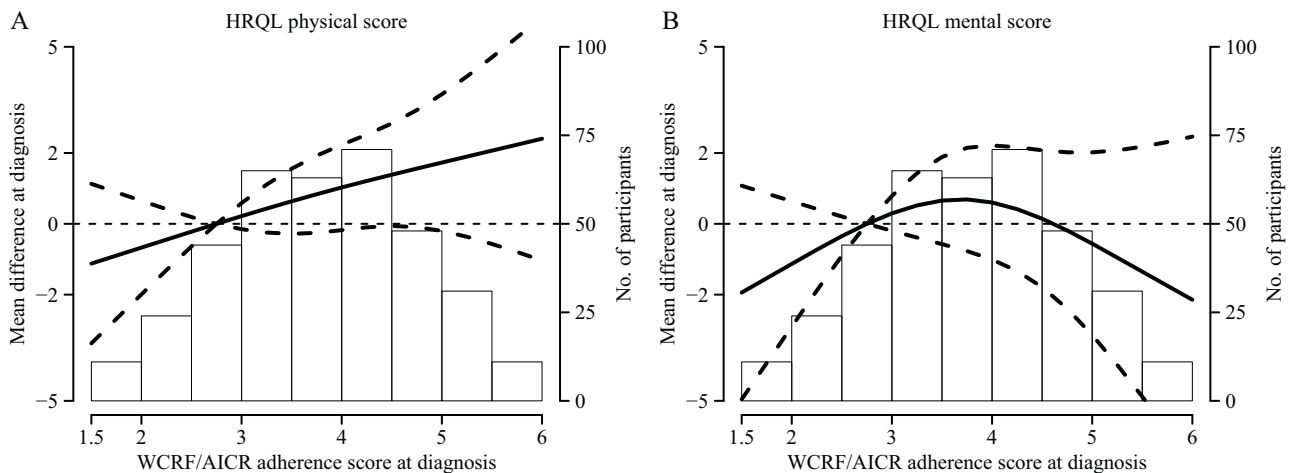 A
HRQL physical score
Mean difference at diagnosis
5
2
0
−2
−5
100
75
50
25
0
No. of participants
1.5 2 3 4 5 6
WCRF/AICR adherence score at diagnosis
B
HRQL mental score
Mean difference at diagnosis
5
2
0
−2
−5
100
75
50
25
0
No. of participants
1.5 2 3 4 5 6
WCRF/AICR adherence score at diagnosis